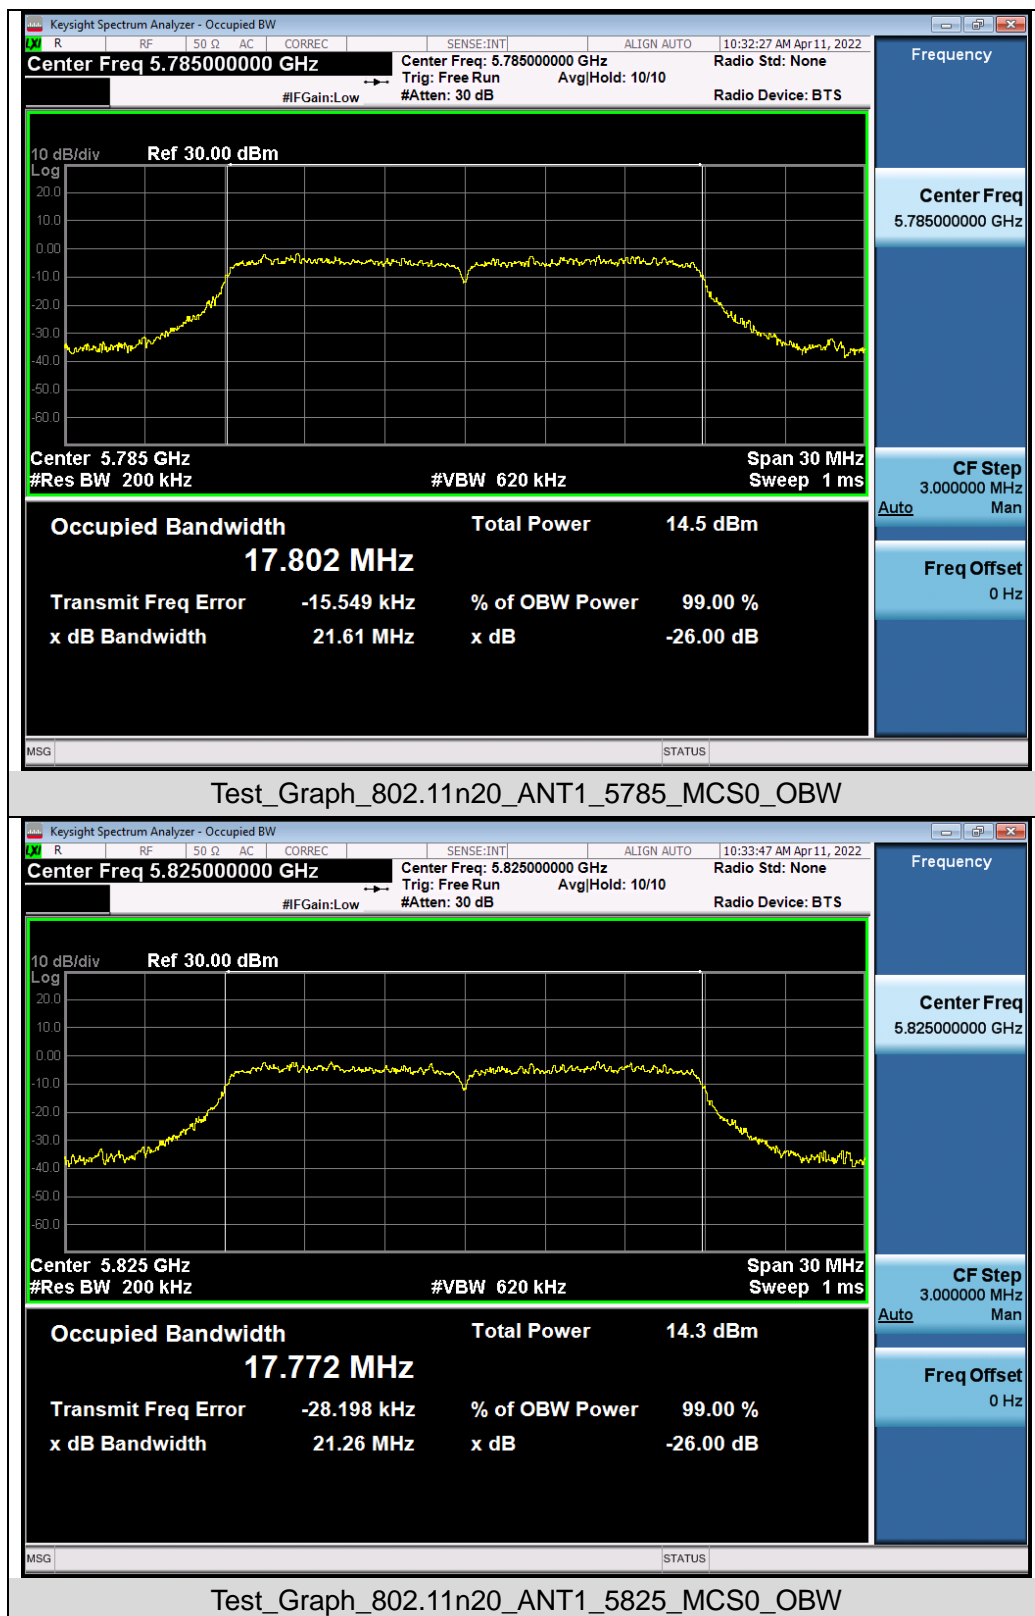 Keysight Spectrum Analyzer - Occupied BW
LXI R RF 50 Ω AC CORREC SENSE:INT ALIGN AUTO 10:32:27 AM Apr 11, 2022
Center Freq 5.785000000 GHz
Center Freq: 5.785000000 GHz Radio Std: None
Trig: Free Run Avg|Hold: 10/10
#IFGain:Low #Atten: 30 dB Radio Device: BTS
Frequency
10 dB/div Ref 30.00 dBm
Log
20.0
10.0
0.00
-10.0
-20.0
-30.0
-40.0
-50.0
-60.0
Center Freq
5.785000000 GHz
Center 5.785 GHz Span 30 MHz
#Res BW 200 kHz #VBW 620 kHz Sweep 1 ms
CF Step
3.000000 MHz
Auto Man
Occupied Bandwidth Total Power 14.5 dBm
17.802 MHz
Transmit Freq Error -15.549 kHz % of OBW Power 99.00 %
x dB Bandwidth 21.61 MHz x dB -26.00 dB
Freq Offset
0 Hz
MSG STATUS
Test_Graph_802.11n20_ANT1_5785_MCS0_OBW
Keysight Spectrum Analyzer - Occupied BW
LXI R RF 50 Ω AC CORREC SENSE:INT ALIGN AUTO 10:33:47 AM Apr 11, 2022
Center Freq 5.825000000 GHz
Center Freq: 5.825000000 GHz Radio Std: None
Trig: Free Run Avg|Hold: 10/10
#IFGain:Low #Atten: 30 dB Radio Device: BTS
Frequency
10 dB/div Ref 30.00 dBm
Log
20.0
10.0
0.00
-10.0
-20.0
-30.0
-40.0
-50.0
-60.0
Center Freq
5.825000000 GHz
Center 5.825 GHz Span 30 MHz
#Res BW 200 kHz #VBW 620 kHz Sweep 1 ms
CF Step
3.000000 MHz
Auto Man
Occupied Bandwidth Total Power 14.3 dBm
17.772 MHz
Transmit Freq Error -28.198 kHz % of OBW Power 99.00 %
x dB Bandwidth 21.26 MHz x dB -26.00 dB
Freq Offset
0 Hz
MSG STATUS
Test_Graph_802.11n20_ANT1_5825_MCS0_OBW